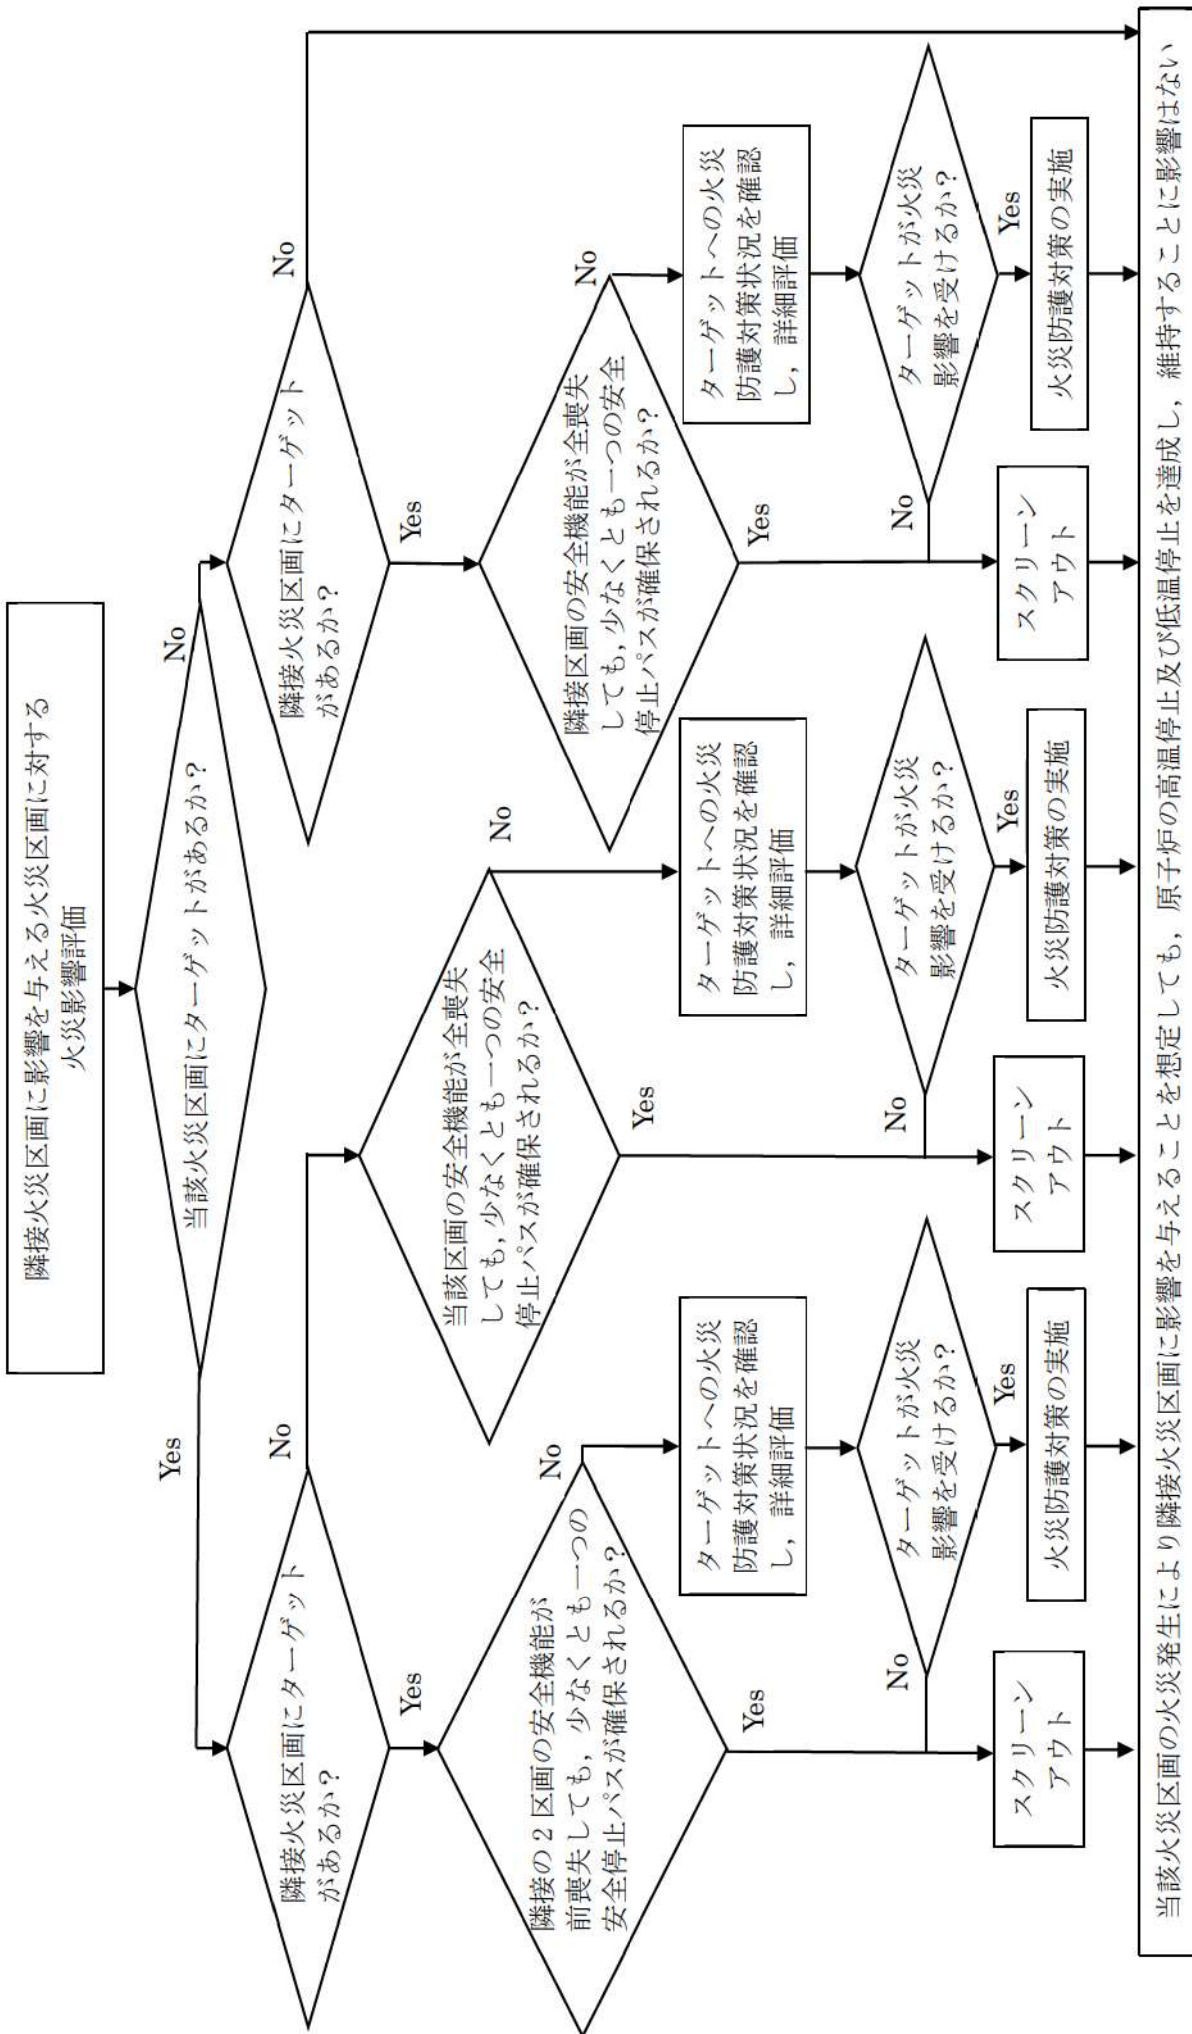 隣接火災区画に影響を与える火災区画に対する
火災影響評価
当該火災区画にターゲットがあるか？
Yes
No
隣接火災区画にターゲット
があるか？
No
Yes
隣接火災区画にターゲット
があるか？
No
Yes
隣接の2区画の安全機能が
前喪失しても，少なくとも一つの
安全停止パスが確保されるか？
No
Yes
当該区画の安全機能が全喪失
しても，少なくとも一つの安全
停止パスが確保されるか？
No
Yes
隣接区画の安全機能が全喪失
しても，少なくとも一つの安全
停止パスが確保されるか？
No
Yes
ターゲットへの火災
防護対策状況を確認
し，詳細評価
ターゲットへの火災
防護対策状況を確認
し，詳細評価
ターゲットへの火災
防護対策状況を確認
し，詳細評価
ターゲットが火災
影響を受けるか？
No
Yes
ターゲットが火災
影響を受けるか？
No
Yes
ターゲットが火災
影響を受けるか？
No
Yes
スクリーン
アウト
火災防護対策の実施
スクリーン
アウト
火災防護対策の実施
スクリーン
アウト
火災防護対策の実施
当該火災区画の火災発生により隣接火災区画に影響を与えることを想定しても，原子炉の高温停止及び低温停止を達成し，維持することに影響はない